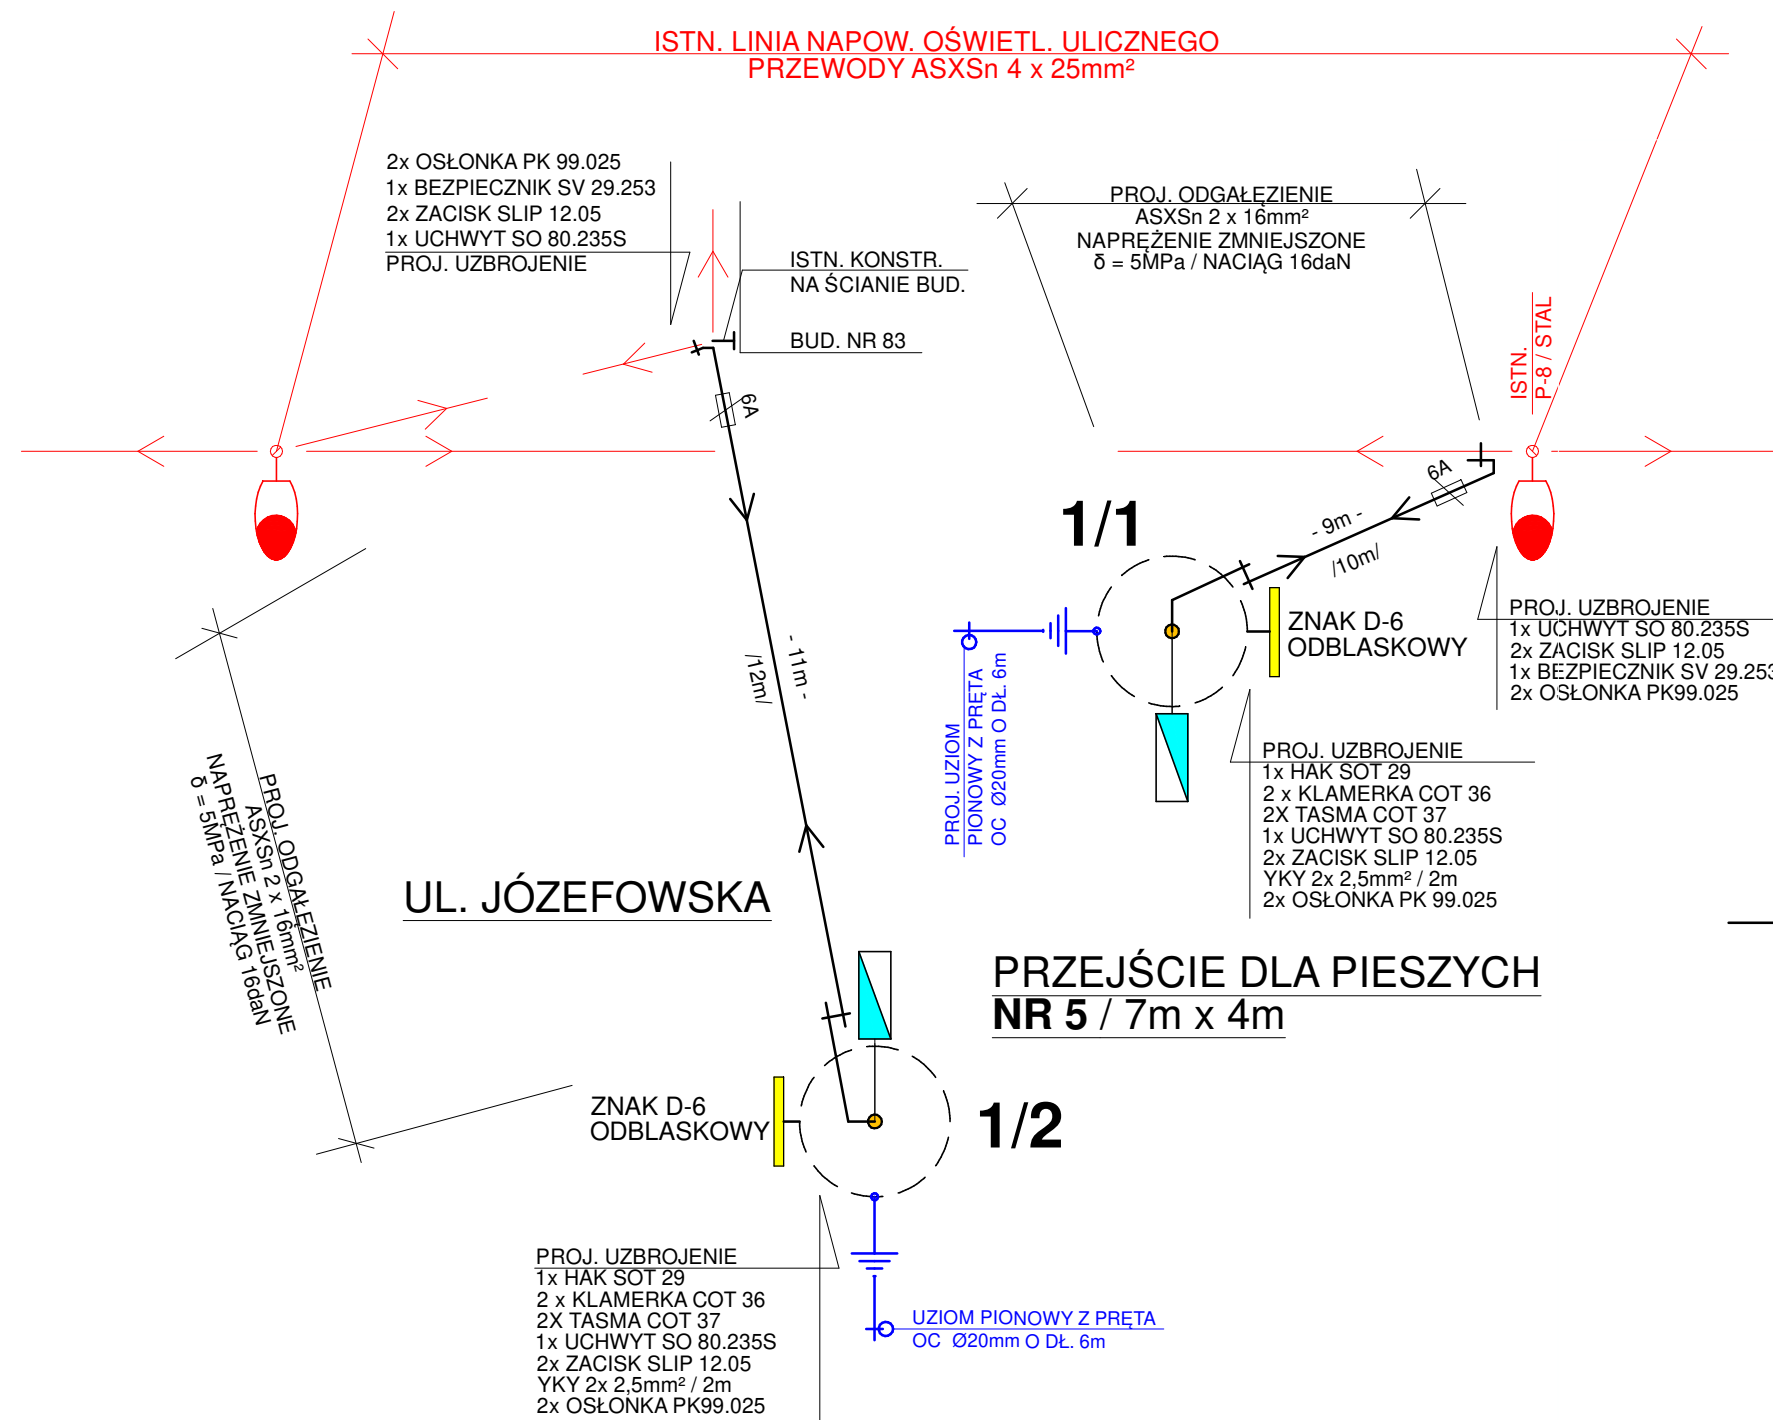 ISTN. LINIA NAPOW. OŚWIETL. ULICZNEGO
PRZEWODY ASXSn 4 x 25mm²
2x OSŁONKA PK 99.025
1x BEZPIECZNIK SV 29.253
2x ZACISK SLIP 12.05
1x UCHWYT SO 80.235S
PROJ. UZBROJENIE
ISTN. KONSTR.
NA ŚCIANIE BUD.
BUD. NR 83
PROJ. ODGAŁĘZIENIE
ASXSn 2 x 16mm²
NAPRĘŻENIE ZMNIEJSZONE
δ = 5MPa / NACIĄG 16daN
ISTN.
P-8 / STAL
6A
6A
1/1
- 9m -
/10m/
ZNAK D-6
ODBLASKOWY
PROJ. UZBROJENIE
1x UCHWYT SO 80.235S
2x ZACISK SLIP 12.05
1x BEZPIECZNIK SV 29.253
2x OSŁONKA PK99.025
- 11m -
/12m/
PROJ. UZIOM
PIONOWY Z PRĘTA
OC Ø20mm O DŁ. 6m
PROJ. UZBROJENIE
1x HAK SOT 29
2 x KLAMERKA COT 36
2X TASMA COT 37
1x UCHWYT SO 80.235S
2x ZACISK SLIP 12.05
YKY 2x 2,5mm² / 2m
2x OSŁONKA PK 99.025
PROJ. ODGAŁĘZIENIE
ASXSn 2 x 16mm²
NAPRĘŻENIE ZMNIEJSZONE
δ = 5MPa / NACIĄG 16daN
UL. JÓZEFOWSKA
PRZEJŚCIE DLA PIESZYCH
NR 5 / 7m x 4m
ZNAK D-6
ODBLASKOWY
1/2
PROJ. UZBROJENIE
1x HAK SOT 29
2 x KLAMERKA COT 36
2X TASMA COT 37
1x UCHWYT SO 80.235S
2x ZACISK SLIP 12.05
YKY 2x 2,5mm² / 2m
2x OSŁONKA PK99.025
UZIOM PIONOWY Z PRĘTA
OC Ø20mm O DŁ. 6m